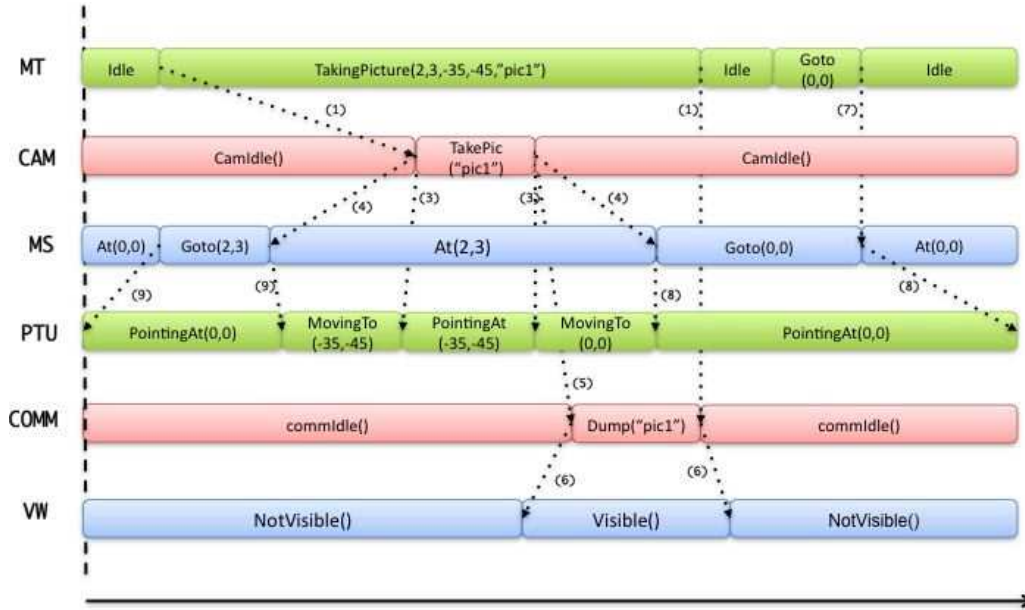 MT
Idle
TakingPicture(2,3,-35,-45,"pic1")
Idle
Goto
(0,0)
Idle
(1)
(1)
(7)
CAM
CamIdle()
TakePic
("pic1")
CamIdle()
(4)
(3)
(3)
(4)
MS
At(0,0)
Goto(2,3)
At(2,3)
Goto(0,0)
At(0,0)
(9)
(9)
(8)
(8)
PTU
PointingAt(0,0)
MovingTo
(-35,-45)
PointingAt
(-35,-45)
MovingTo
(0,0)
PointingAt(0,0)
(5)
COMM
commIdle()
Dump("pic1")
commIdle()
(6)
(6)
VW
NotVisible()
Visible()
NotVisible()